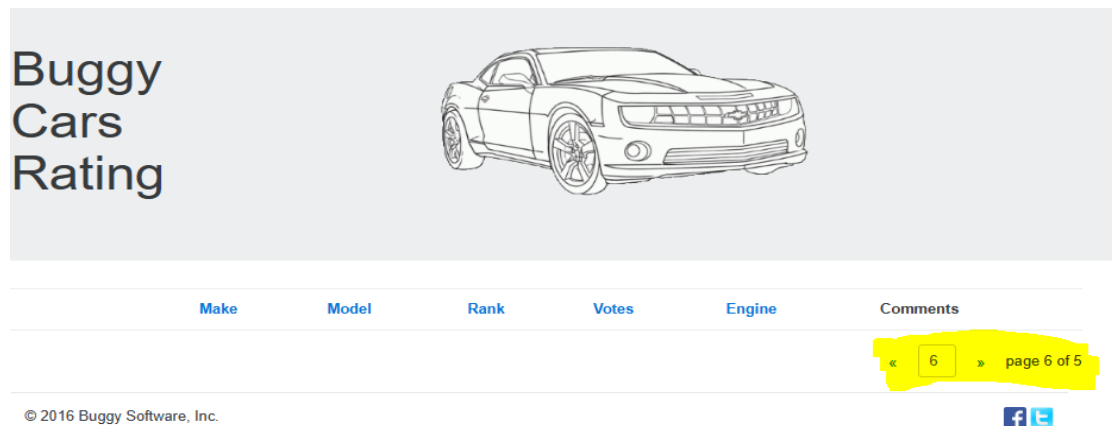 Buggy
Cars
Rating
Make Model Rank Votes Engine Comments
« 6 » page 6 of 5
© 2016 Buggy Software, Inc.